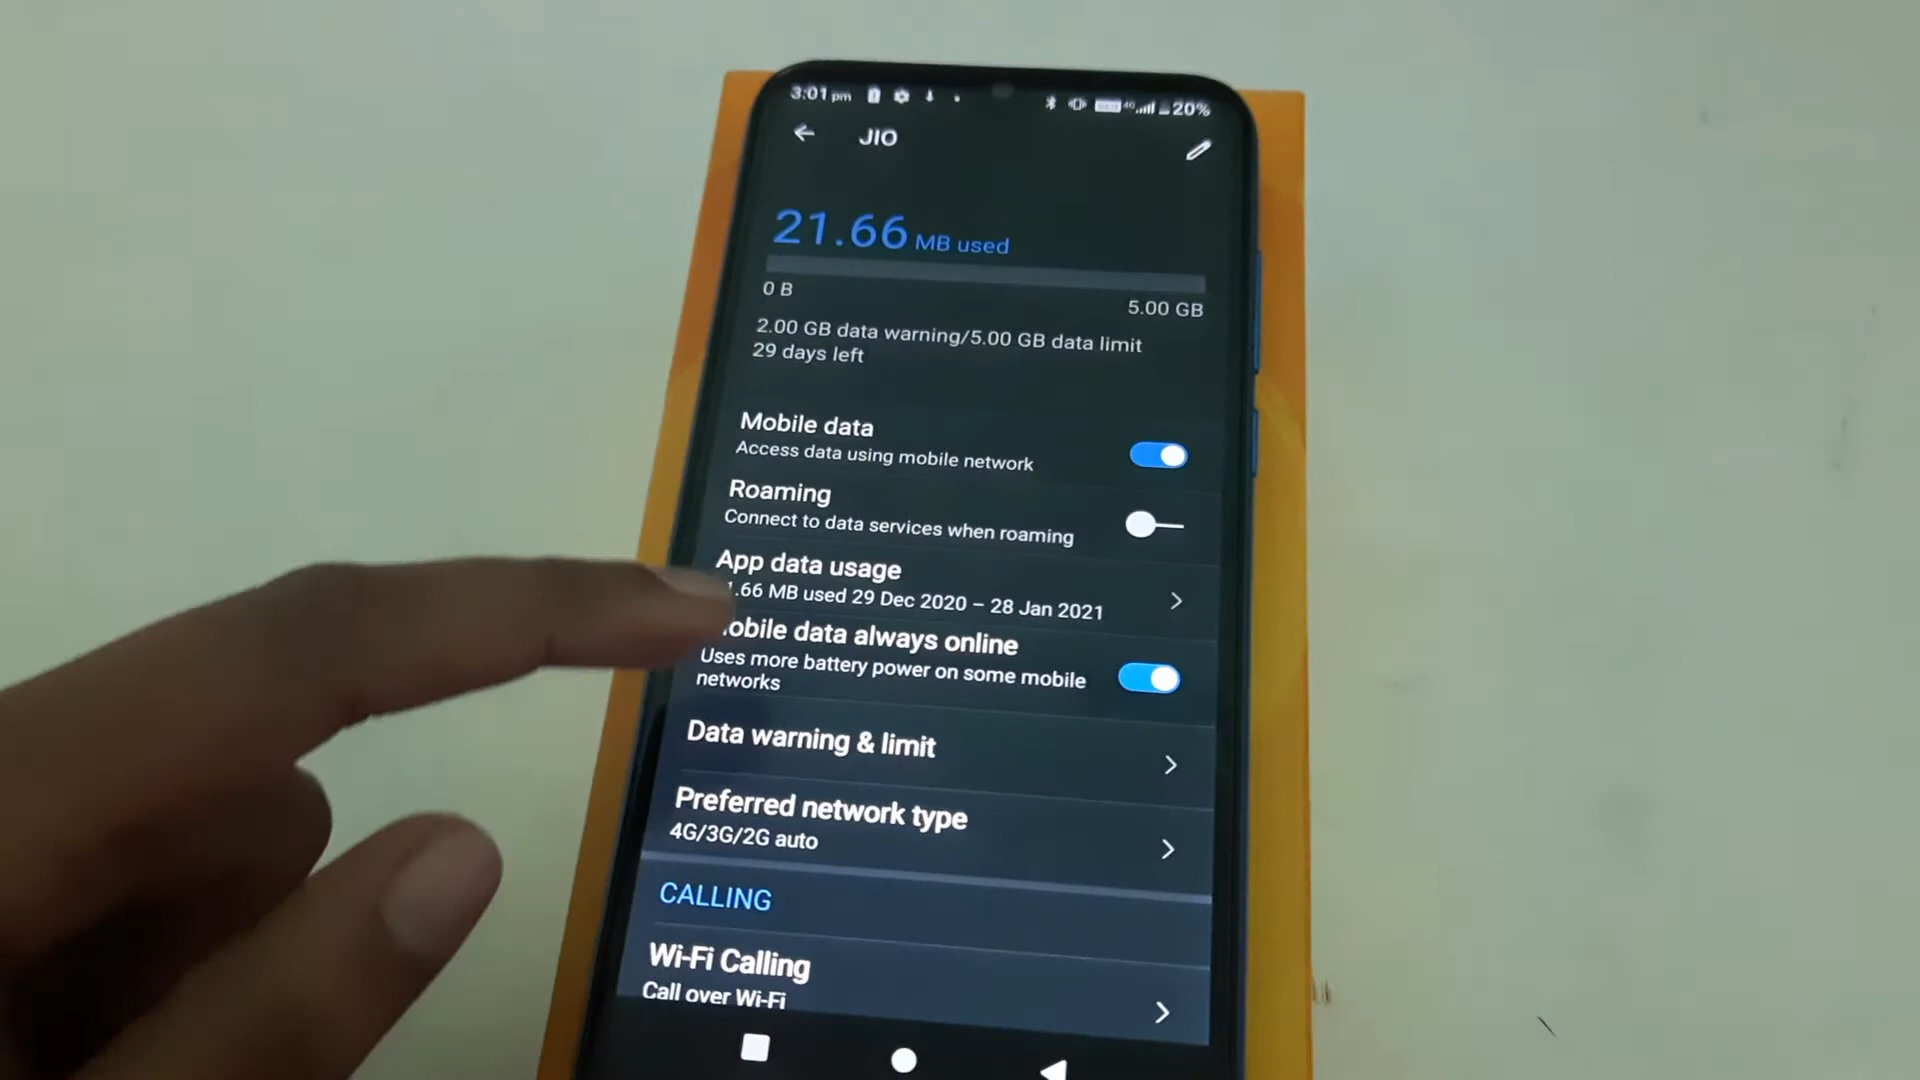 3:01 pm
20%
JIO
21.66 MB used
0 B
5.00 GB
2.00 GB data warning/5.00 GB data limit
29 days left
Mobile data
Access data using mobile network
Roaming
Connect to data services when roaming
App data usage
1.66 MB used 29 Dec 2020 – 28 Jan 2021
obile data always online
Uses more battery power on some mobile
networks
Data warning & limit
Preferred network type
4G/3G/2G auto
CALLING
Wi-Fi Calling
Call over Wi-Fi